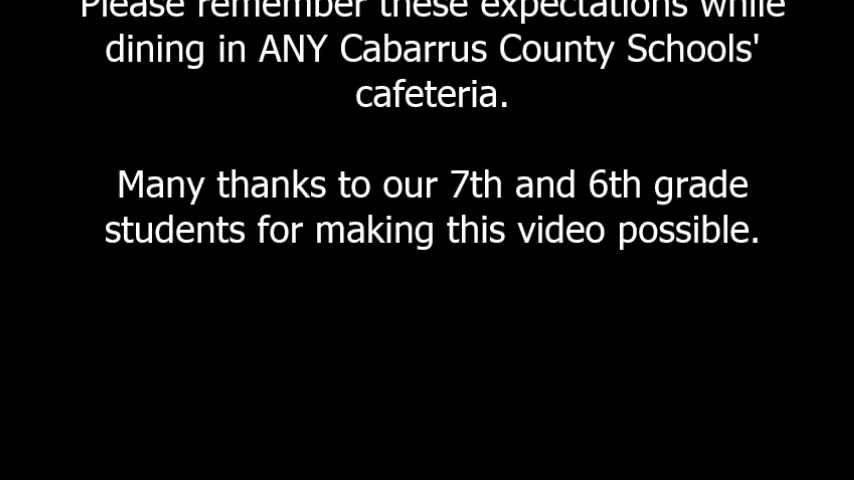 Please remember these expectations while
dining in ANY Cabarrus County Schools'
cafeteria.
Many thanks to our 7th and 6th grade
students for making this video possible.